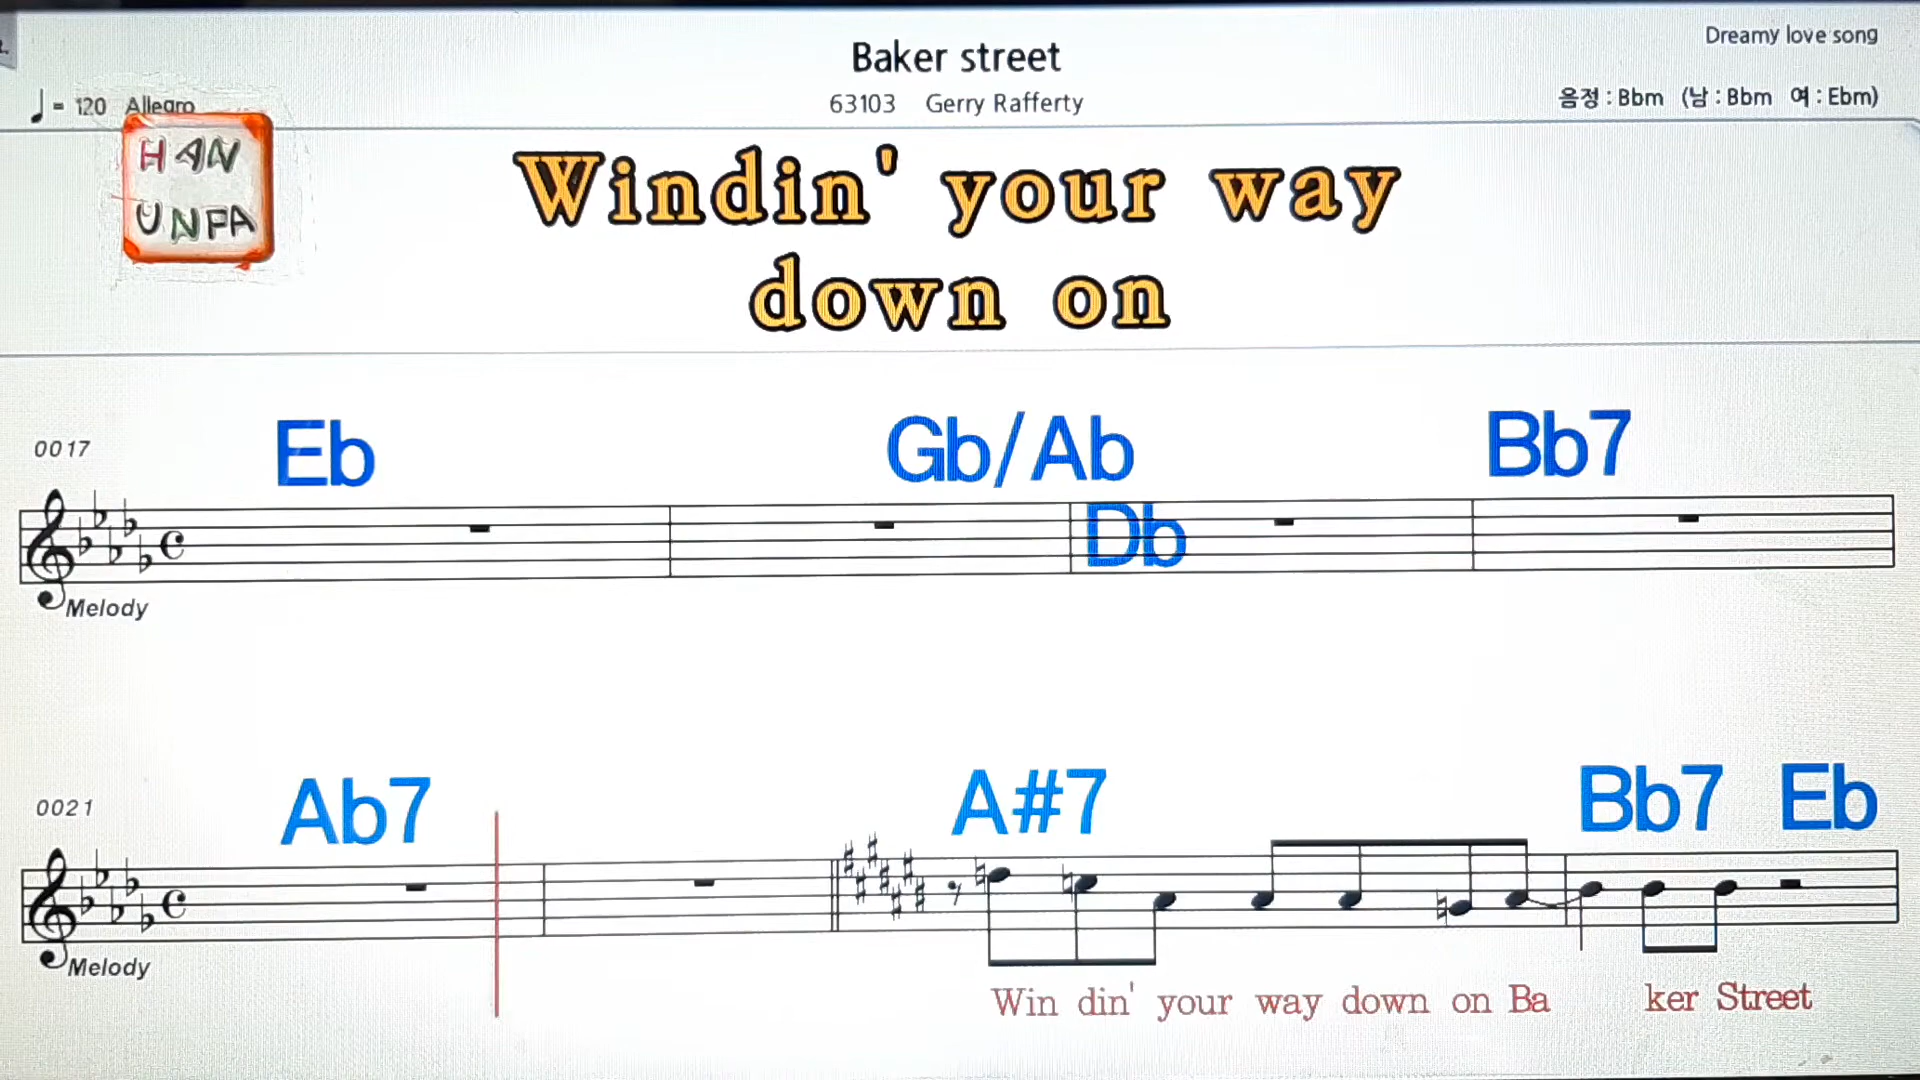 Baker street
Dreamy love song
= 120 Allegro
63103 Gerry Rafferty
음정 : Bbm (남 : Bbm 여 : Ebm)
HAN
UNFA
Windin' your way
down on
0017
Eb Gb/Ab Bb7
Db
Melody
0021
Ab7 A#7 Bb7 Eb
Melody
Win din' your way down on Ba ker Street